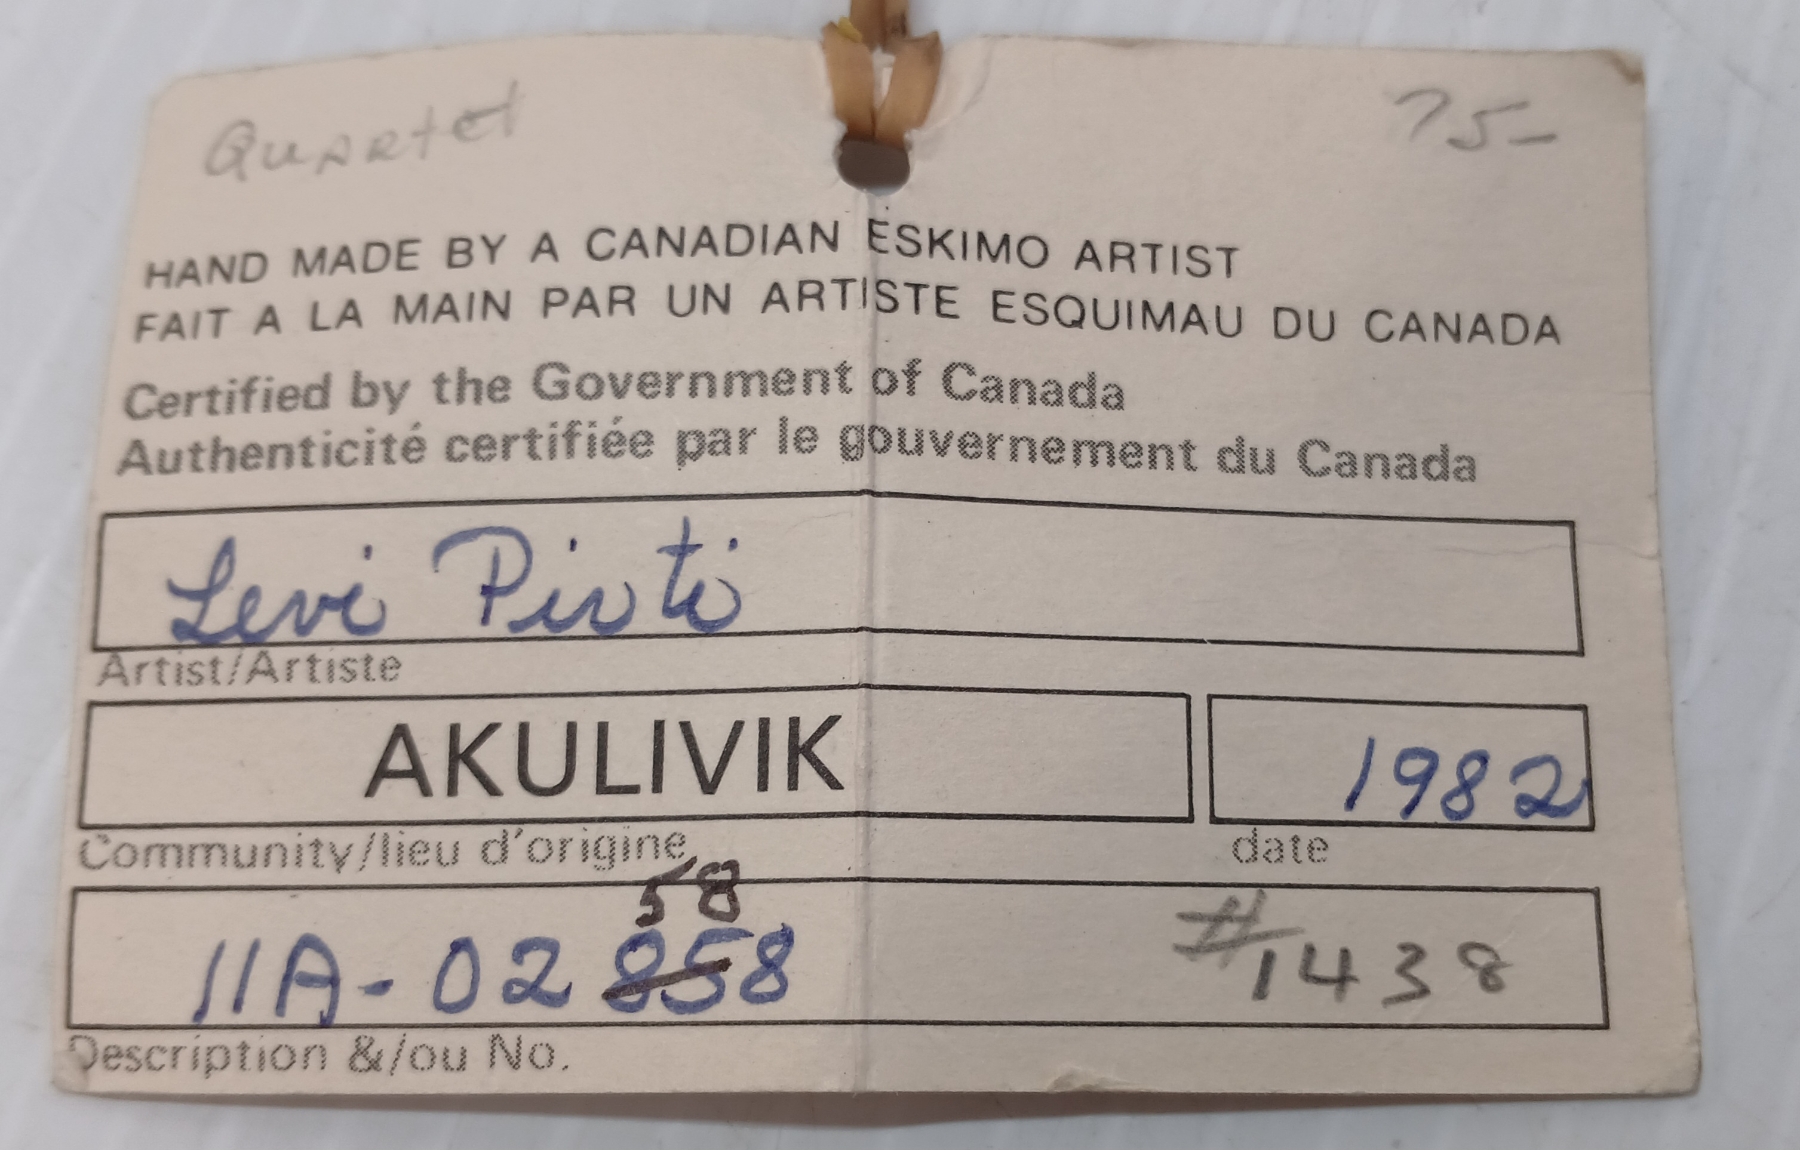 Quartet 75-
HAND MADE BY A CANADIAN ESKIMO ARTIST
FAIT A LA MAIN PAR UN ARTISTE ESQUIMAU DU CANADA
Certified by the Government of Canada
Authenticité certifiée par le gouvernement du Canada
Levi Pirti
Artist/Artiste
AKULIVIK 1982
Community/lieu d'origine date
58
11A-02858 #1438
Description &/ou No.